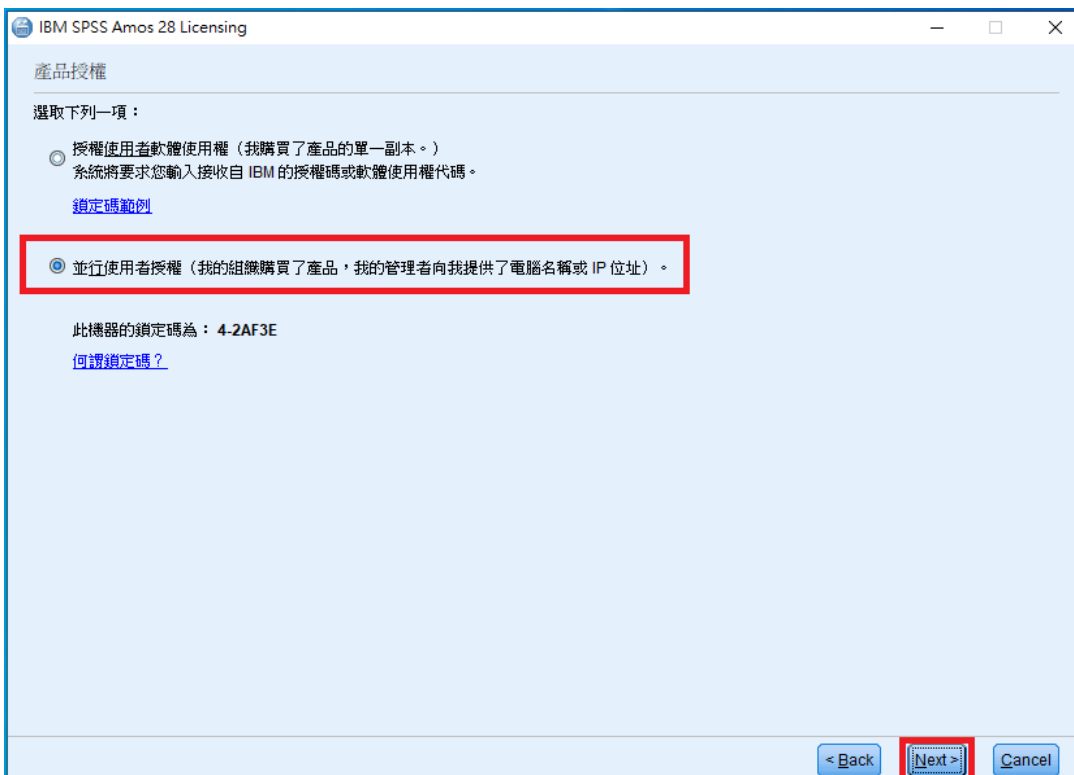 IBM SPSS Amos 28 Licensing
產品授權
選取下列一項：
授權使用者軟體使用權（我購買了產品的單一副本。）
系統將要求您輸入接收自 IBM 的授權碼或軟體使用權代碼。
鎖定碼範例
並行使用者授權（我的組織購買了產品，我的管理者向我提供了電腦名稱或 IP 位址）。
此機器的鎖定碼為： 4-2AF3E
何謂鎖定碼？
< Back Next > Cancel